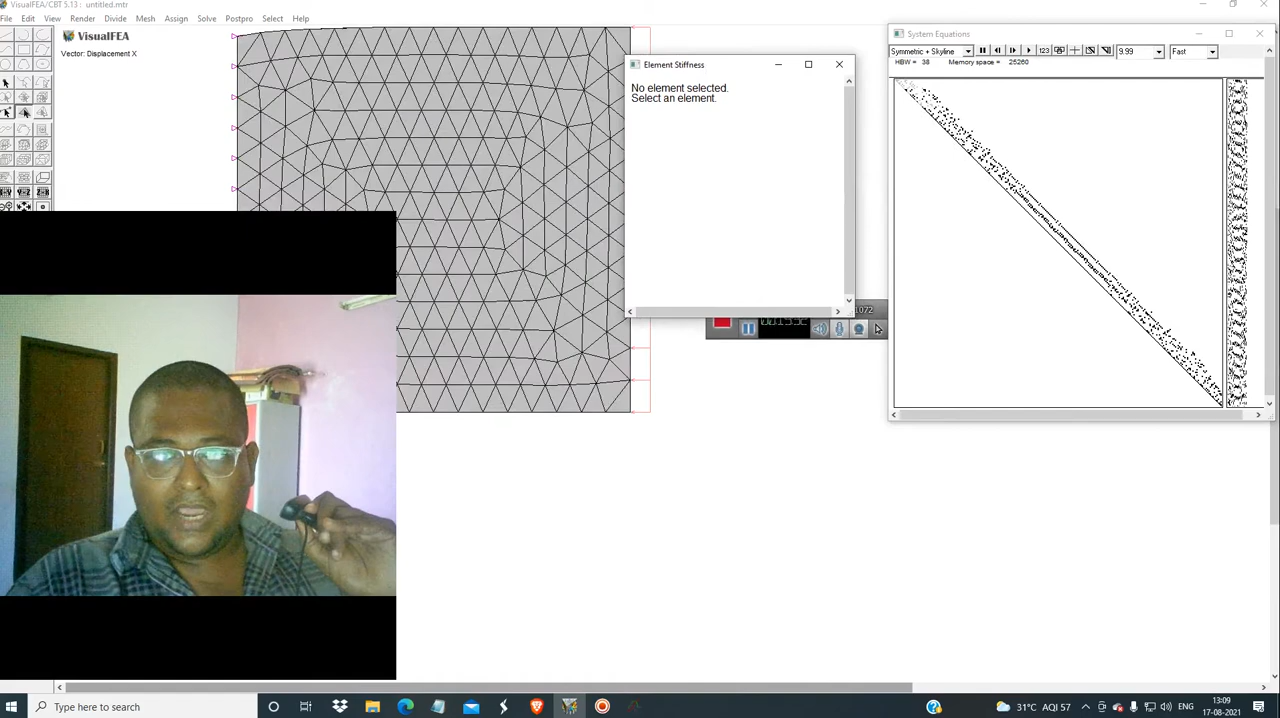 VisualFEA/CBT 5.13 : untitled.mtr
File Edit View Render Divide Mesh Assign Solve Postpro Select Help
VisualFEA
Vector: Displacement X
Element Stiffness
No element selected.
Select an element.
System Equations
Symmetric + Skyline
123
9.99
Fast
HBW = 38 Memory space = 25260
1072
Type here to search
31°C AQI 57
ENG
13:09
17-08-2021